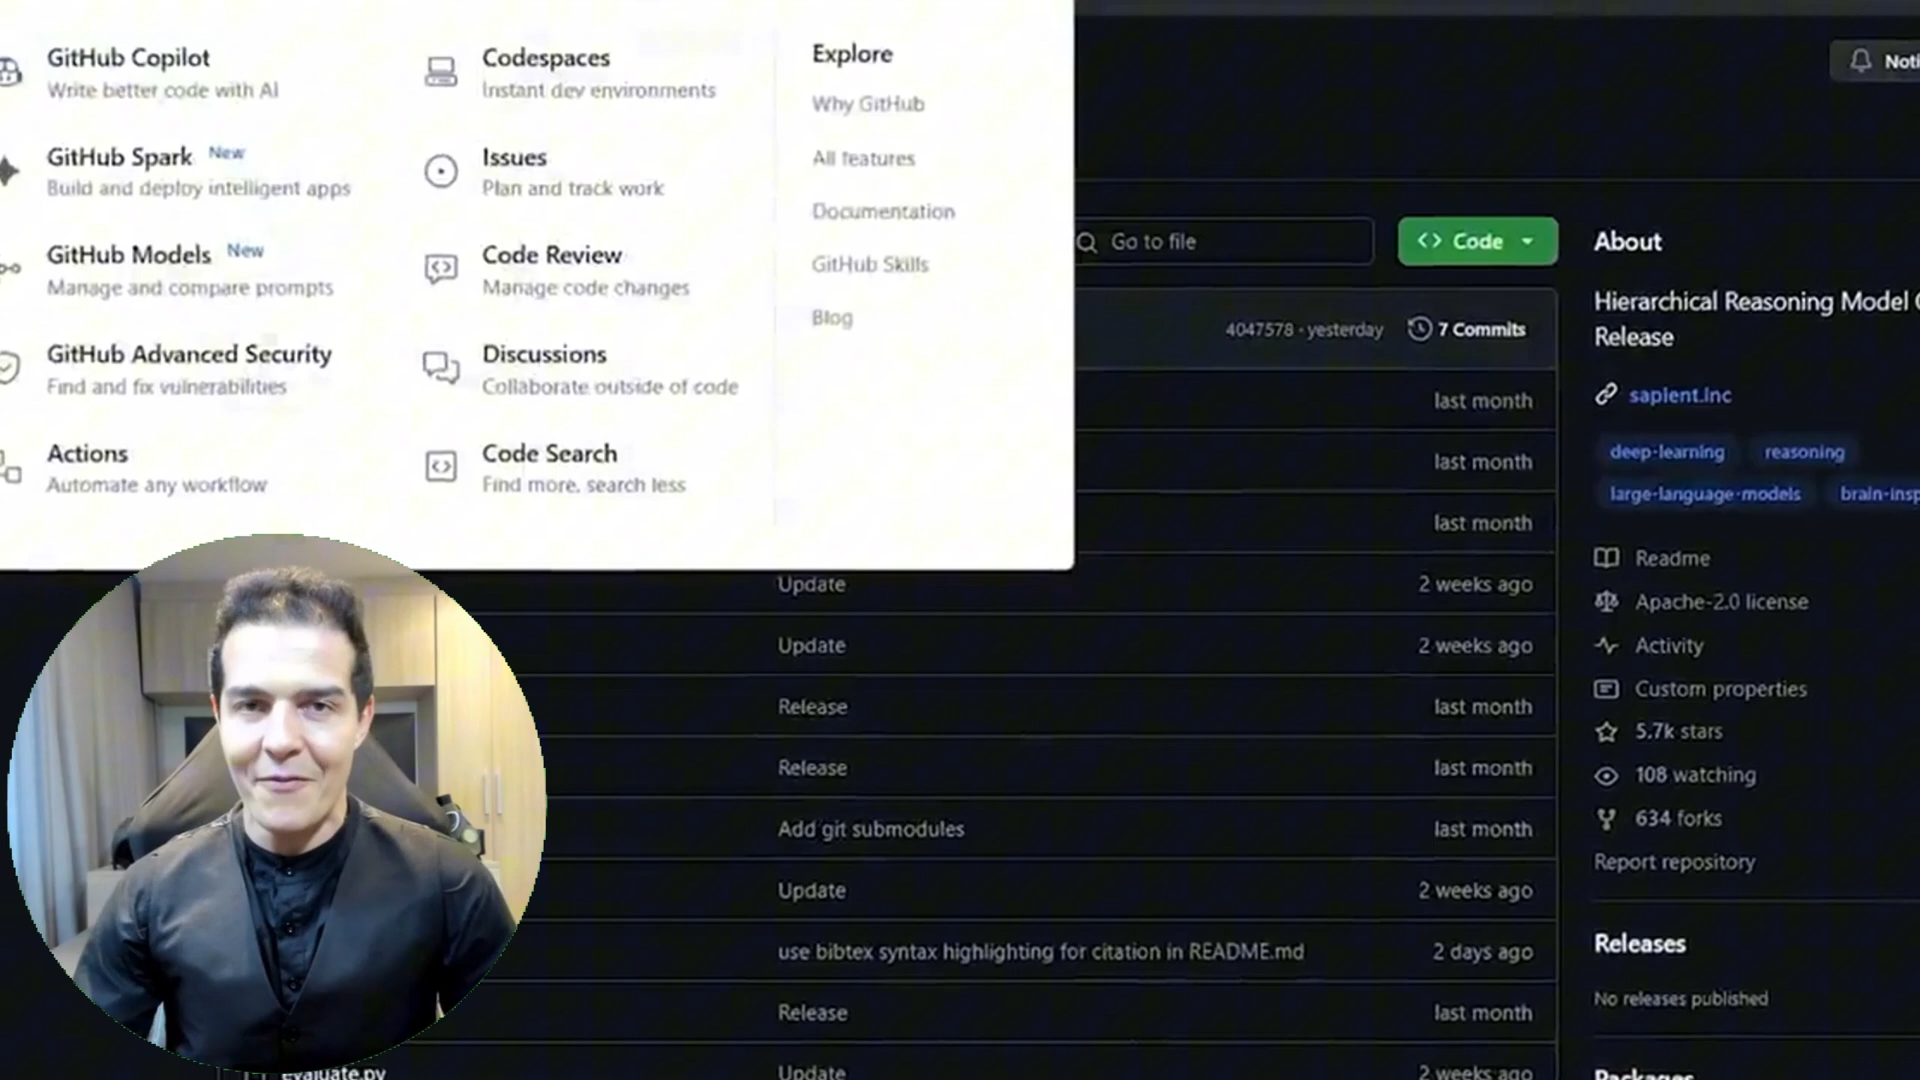 GitHub Copilot
Write better code with AI
GitHub Spark New
Build and deploy intelligent apps
GitHub Models New
Manage and compare prompts
GitHub Advanced Security
Find and fix vulnerabilities
Actions
Automate any workflow
Codespaces
Instant dev environments
Issues
Plan and track work
Code Review
Manage code changes
Discussions
Collaborate outside of code
Code Search
Find more, search less
Explore
Why GitHub
All features
Documentation
GitHub Skills
Blog
Noti
Go to file
Code
4047578 · yesterday 7 Commits
last month
last month
last month
Update 2 weeks ago
Update 2 weeks ago
Release last month
Release last month
Add git submodules last month
Update 2 weeks ago
use bibtex syntax highlighting for citation in README.md 2 days ago
Release last month
evaluate.py Update 2 weeks ago
About
Hierarchical Reasoning Model
Release
sapient.inc
deep-learning reasoning
large-language-models brain-insp
Readme
Apache-2.0 license
Activity
Custom properties
5.7k stars
108 watching
634 forks
Report repository
Releases
No releases published
Packages